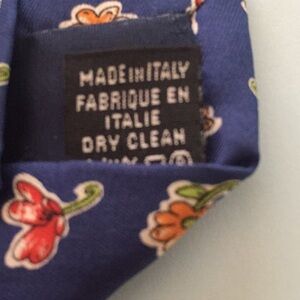 MADE IN ITALY
FABRIQUE EN
ITALIE
DRY CLEAN